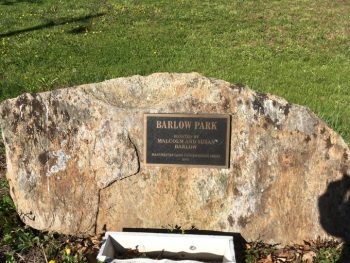 BARLOW PARK
DONATED BY
MALCOLM AND SUSAN
BARLOW